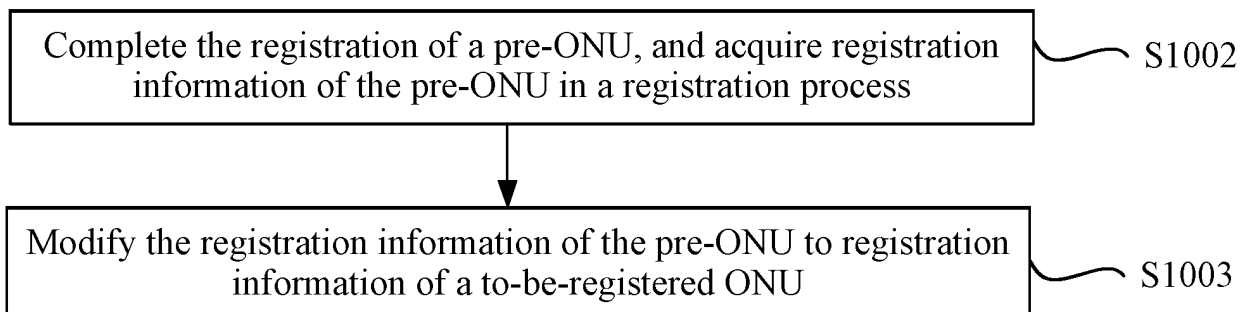 Complete the registration of a pre-ONU, and acquire registration
information of the pre-ONU in a registration process
S1002
Modify the registration information of the pre-ONU to registration
information of a to-be-registered ONU
S1003